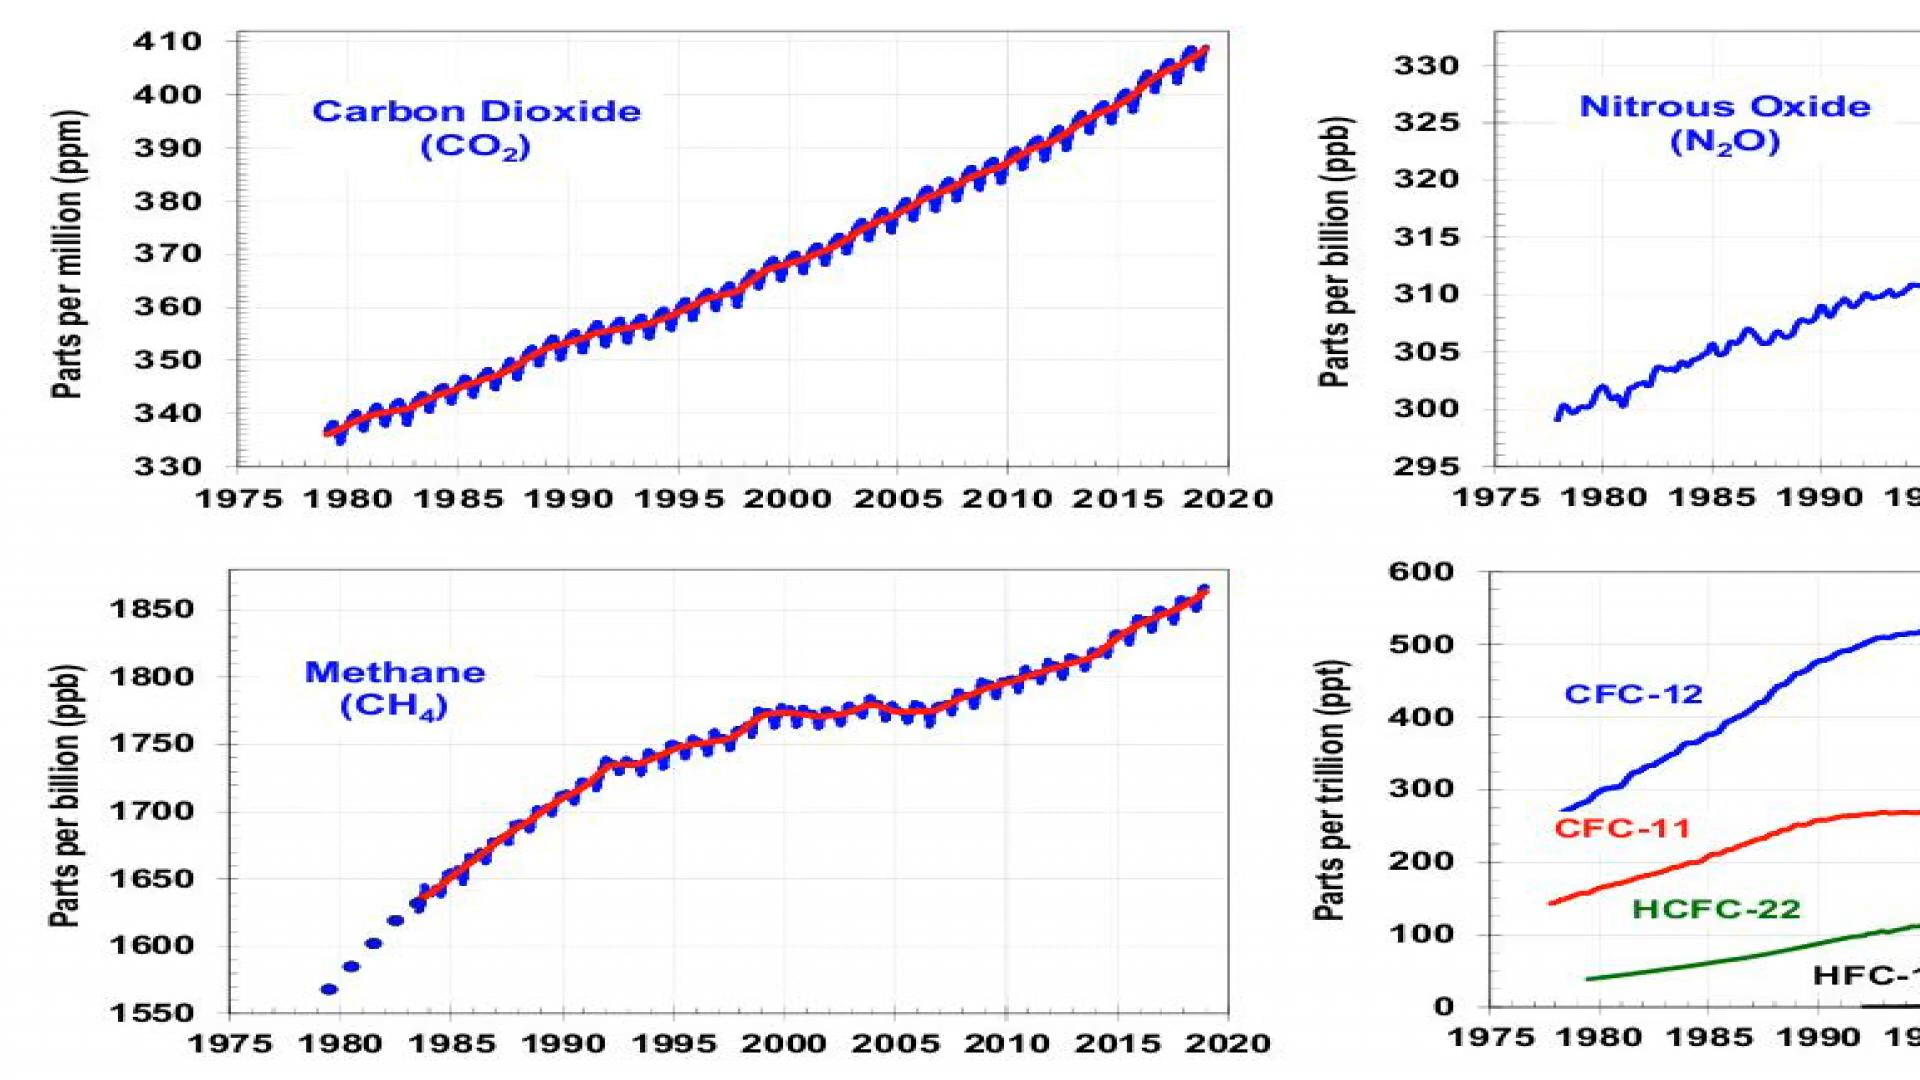 Parts per million (ppm)
410
400
390
380
370
360
350
340
330
Carbon Dioxide
(CO₂)
1975 1980 1985 1990 1995 2000 2005 2010 2015 2020
Parts per billion (ppb)
330
325
320
315
310
305
300
295
Nitrous Oxide
(N₂O)
1975 1980 1985 1990 19
Parts per billion (ppb)
1850
1800
1750
1700
1650
1600
1550
Methane
(CH₄)
1975 1980 1985 1990 1995 2000 2005 2010 2015 2020
Parts per trillion (ppt)
600
500
400
300
200
100
0
CFC-12
CFC-11
HCFC-22
HFC-1
1975 1980 1985 1990 19